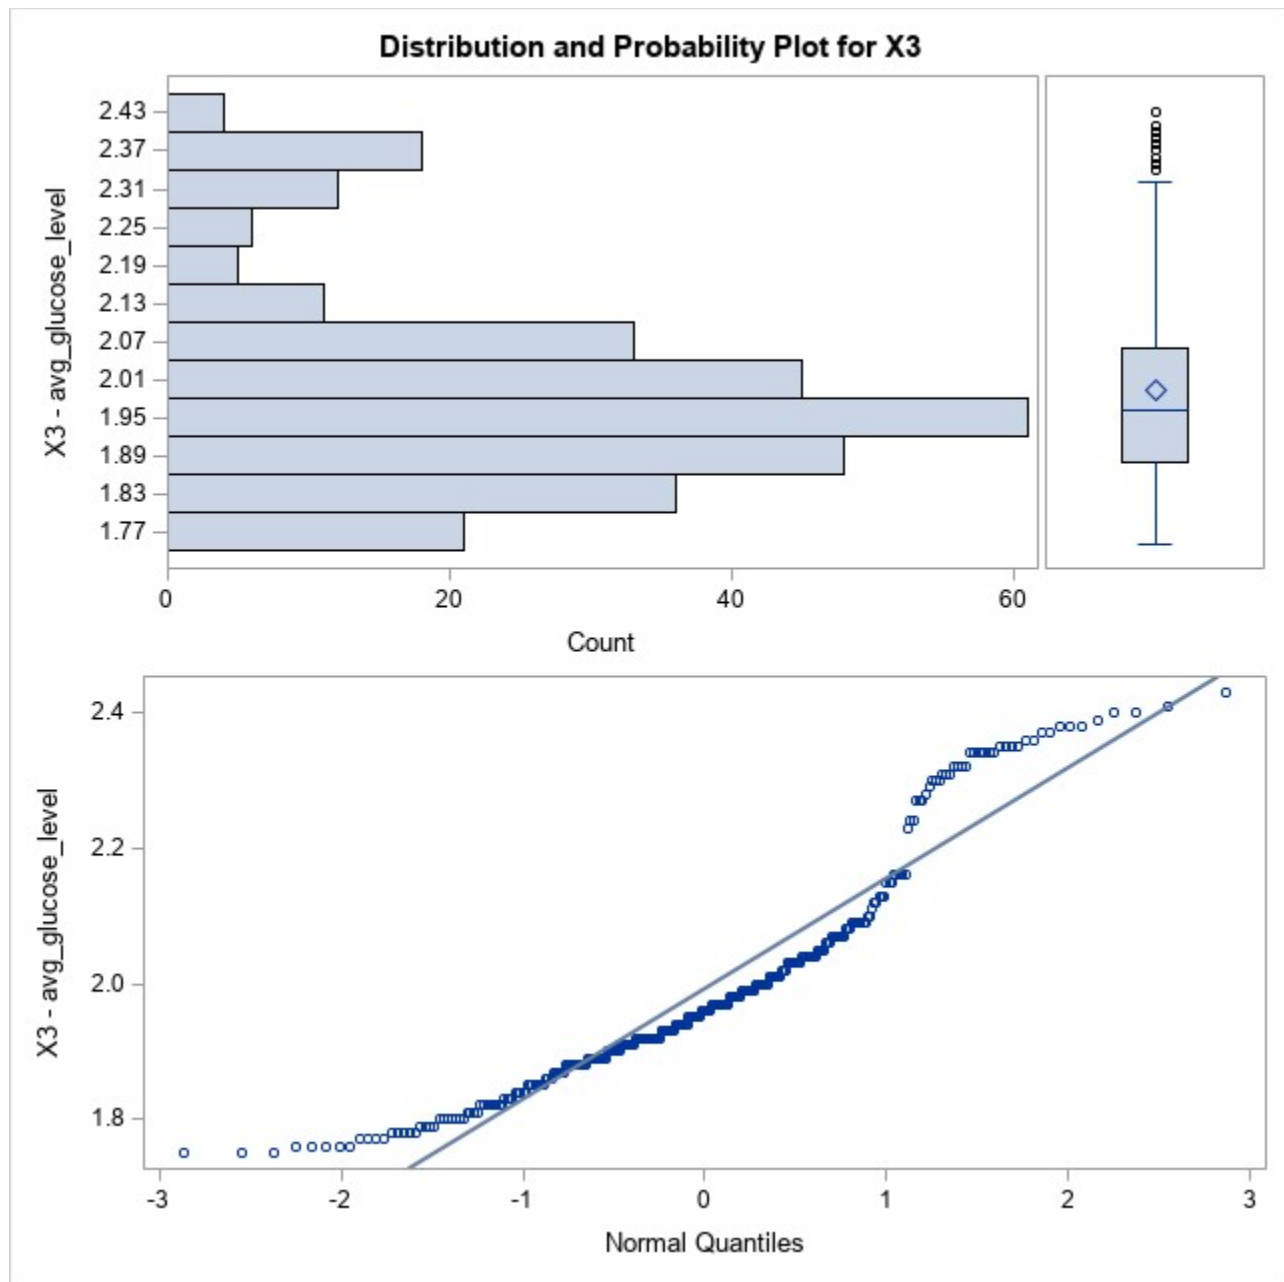 Distribution and Probability Plot for X3
X3 - avg_glucose_level
2.43
2.37
2.31
2.25
2.19
2.13
2.07
2.01
1.95
1.89
1.83
1.77
0 20 40 60
Count
X3 - avg_glucose_level
2.4
2.2
2.0
1.8
-3 -2 -1 0 1 2 3
Normal Quantiles